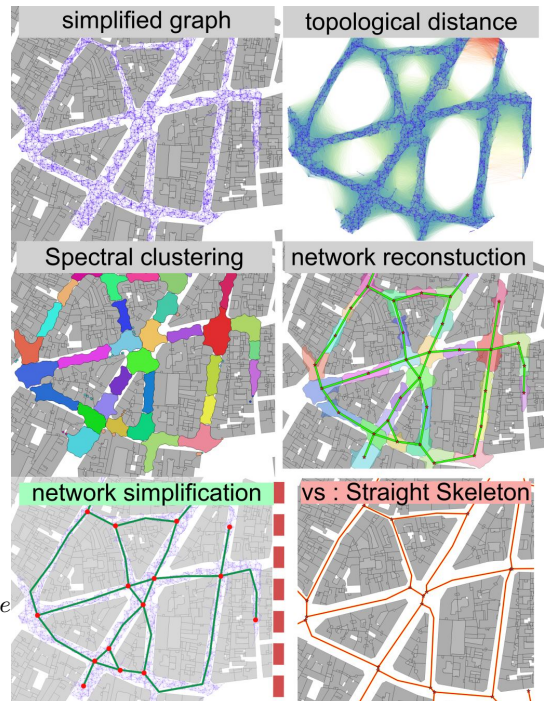 simplified graph
topological distance
Spectral clustering
network reconstuction
network simplification
vs : Straight Skeleton
e